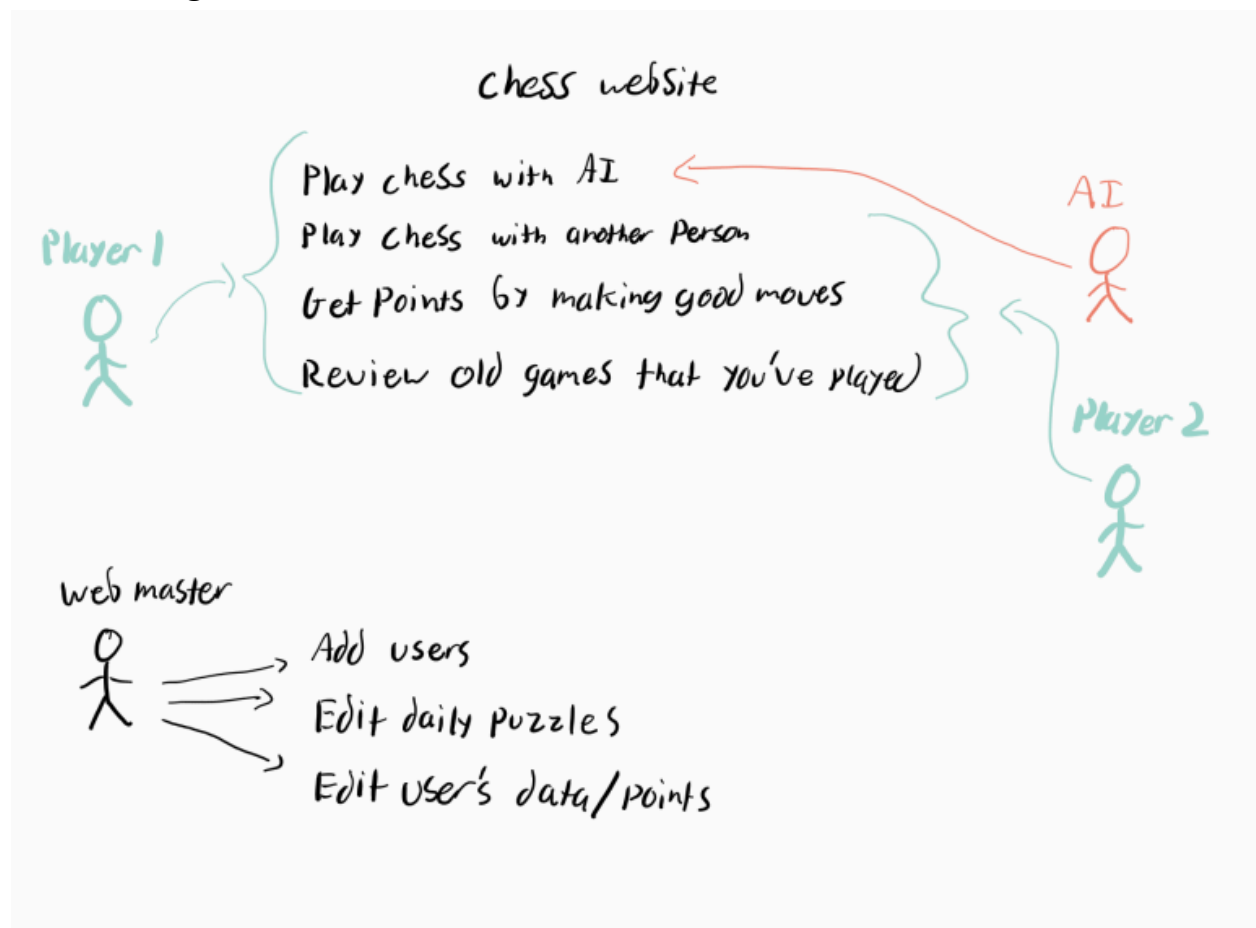 Chess website
Play chess with AI
AI
Play chess with another Person
Player 1
Get Points by making good moves
Review old games that you've played
Player 2
web master
Add users
Edit daily puzzles
Edit user's data/points